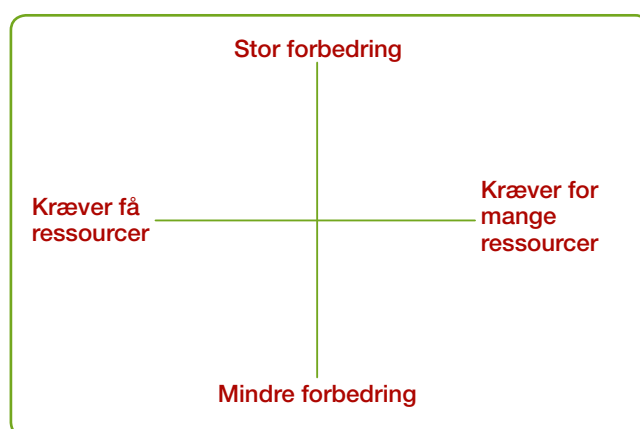 Stor forbedring
Kræver få
ressourcer
Kræver for
mange
ressourcer
Mindre forbedring